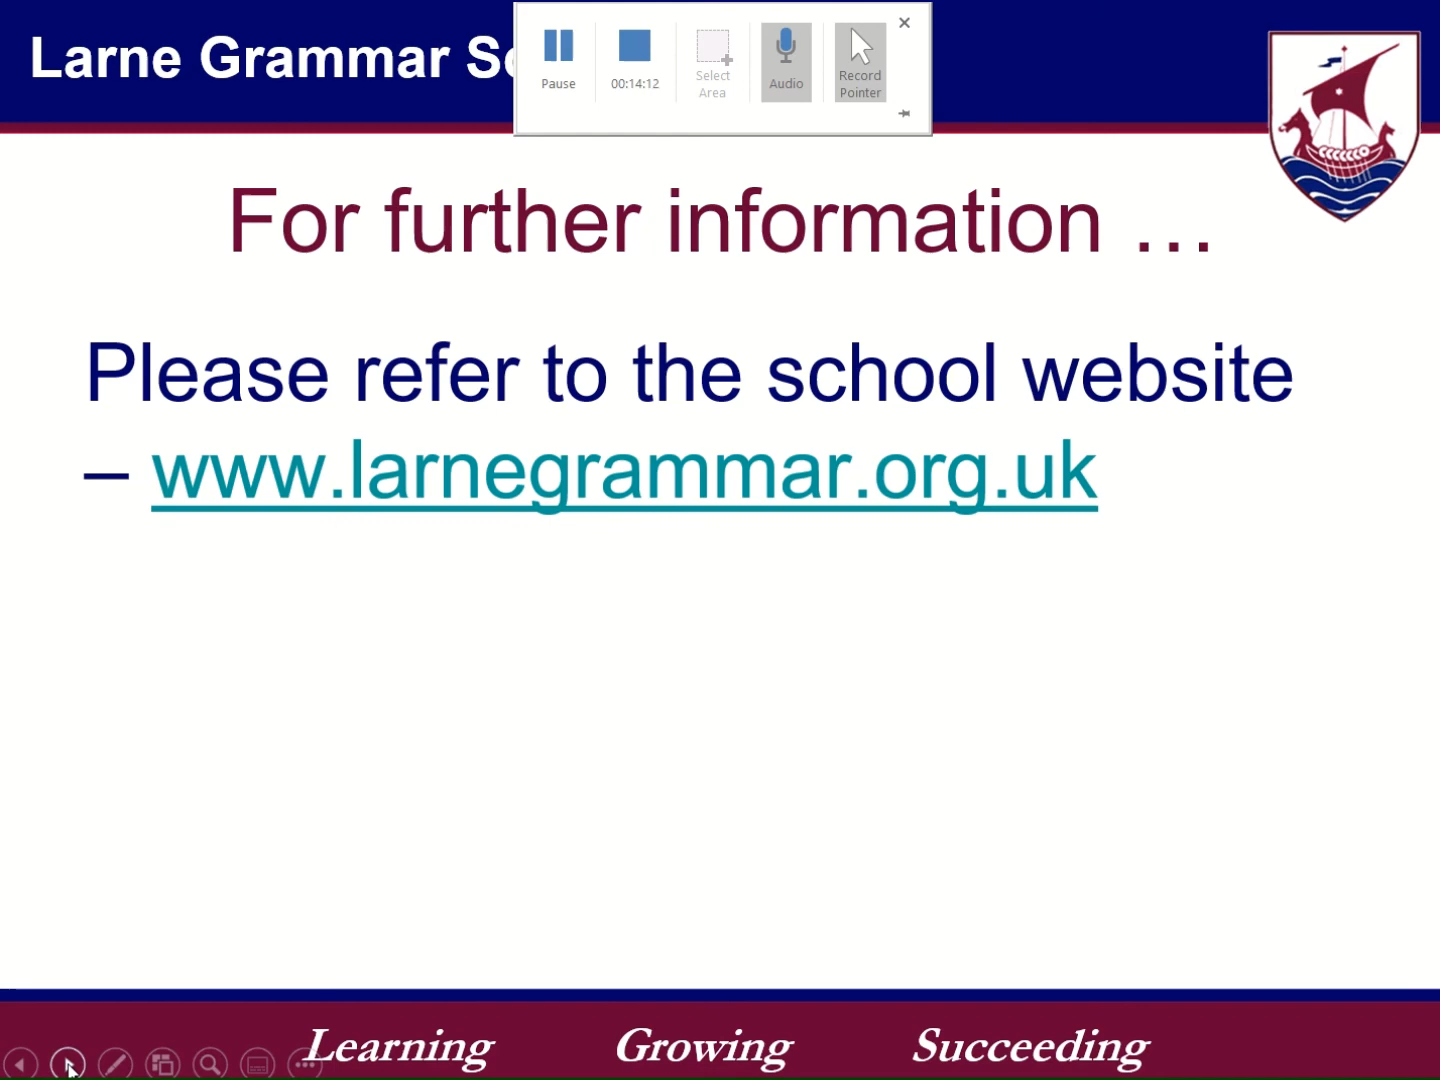 Larne Grammar
Pause
00:14:12
Select
Area
Audio
Record
Pointer
For further information …
Please refer to the school website
– www.larnegrammar.org.uk
Learning Growing Succeeding